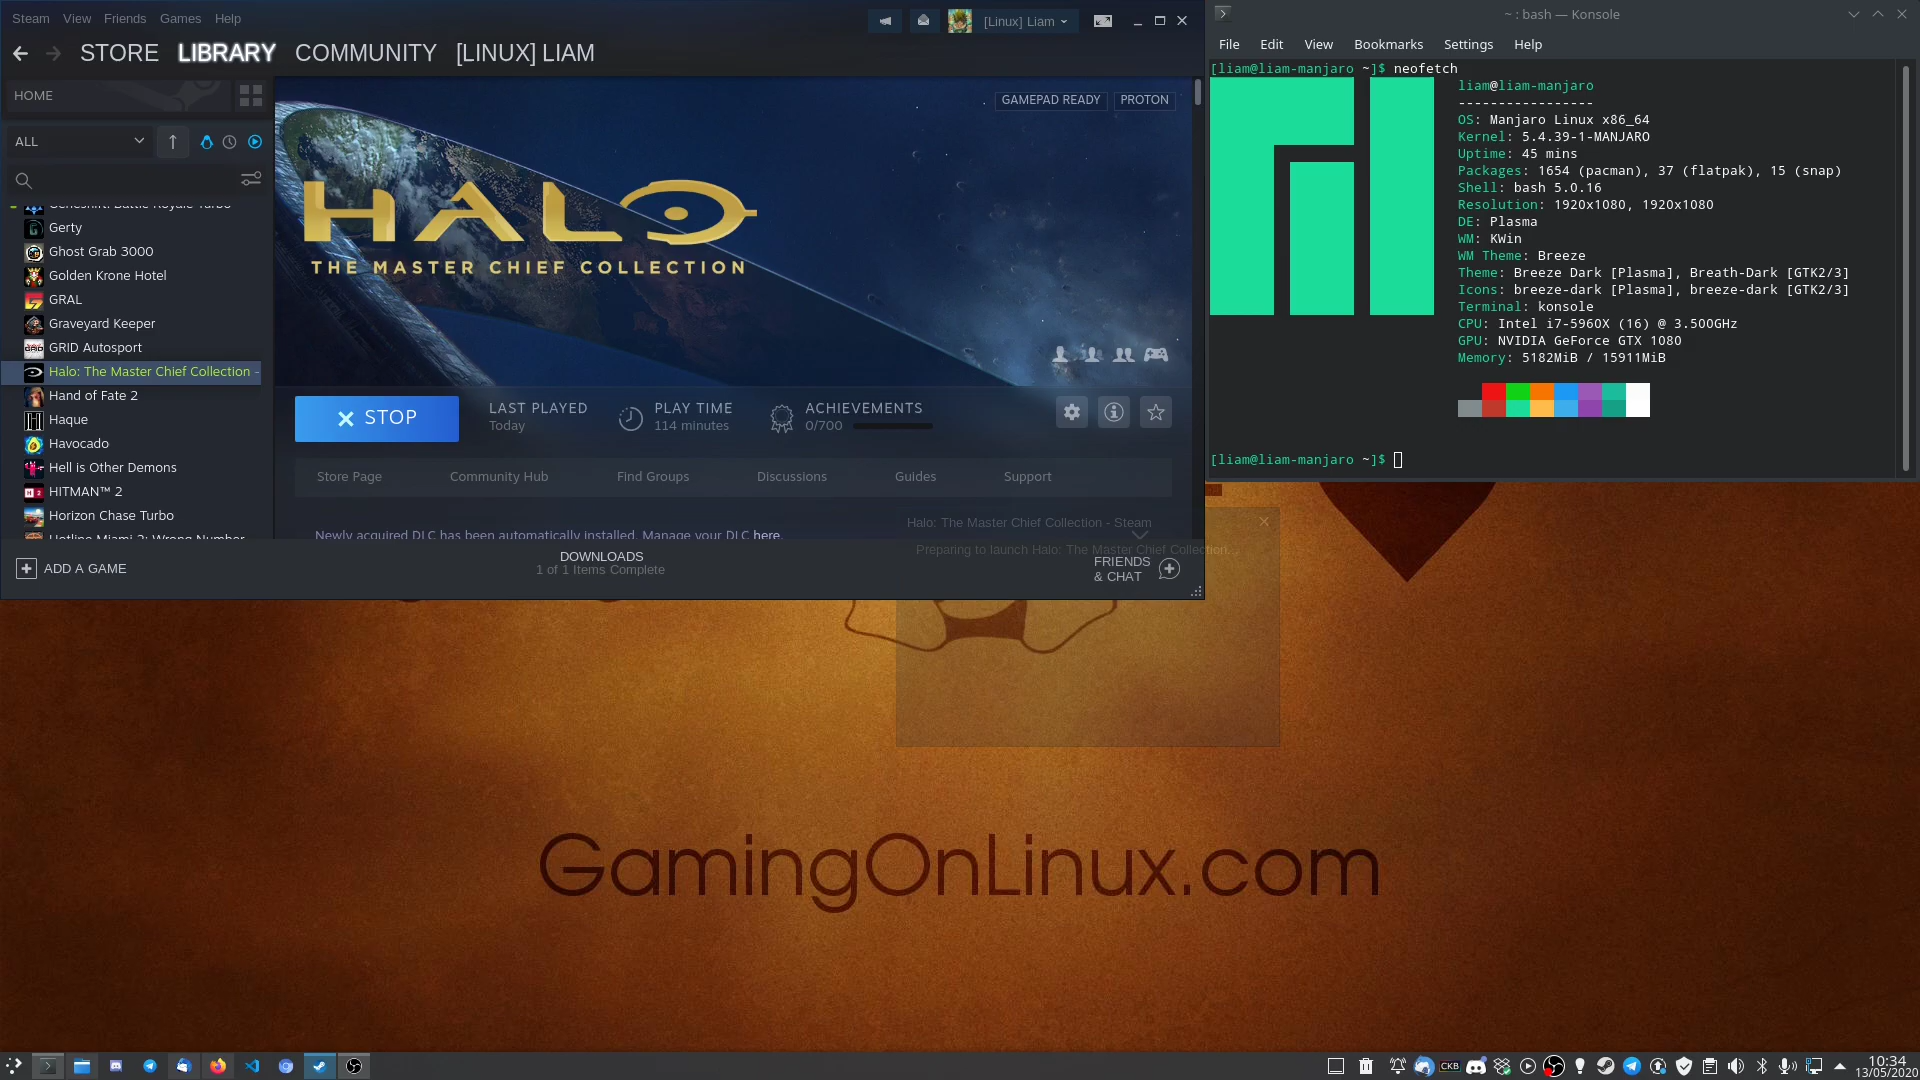 Steam View Friends Games Help
[Linux] Liam
STORE LIBRARY COMMUNITY [LINUX] LIAM
HOME
ALL
Gerty
Ghost Grab 3000
Golden Krone Hotel
GRAL
Graveyard Keeper
GRID Autosport
Halo: The Master Chief Collection -
Hand of Fate 2
Haque
Havocado
Hell is Other Demons
HITMAN™ 2
Horizon Chase Turbo
Hotline Miami 2: Wrong Number
GAMEPAD READY PROTON
HALO
THE MASTER CHIEF COLLECTION
STOP
LAST PLAYED
Today
PLAY TIME
114 minutes
ACHIEVEMENTS
0/700
Store Page Community Hub Find Groups Discussions Guides Support
Newly acquired DLC has been automatically installed. Manage your DLC here.
Halo: The Master Chief Collection - Steam
Preparing to launch Halo: The Master Chief Collection...
ADD A GAME
DOWNLOADS
1 of 1 Items Complete
FRIENDS
& CHAT
~ : bash — Konsole
File Edit View Bookmarks Settings Help
[liam@liam-manjaro ~]$ neofetch
liam@liam-manjaro
-----------------
OS: Manjaro Linux x86_64
Kernel: 5.4.39-1-MANJARO
Uptime: 45 mins
Packages: 1654 (pacman), 37 (flatpak), 15 (snap)
Shell: bash 5.0.16
Resolution: 1920x1080, 1920x1080
DE: Plasma
WM: KWin
WM Theme: Breeze
Theme: Breeze Dark [Plasma], Breath-Dark [GTK2/3]
Icons: breeze-dark [Plasma], breeze-dark [GTK2/3]
Terminal: konsole
CPU: Intel i7-5960X (16) @ 3.500GHz
GPU: NVIDIA GeForce GTX 1080
Memory: 5182MiB / 15911MiB
[liam@liam-manjaro ~]$
GamingOnLinux.com
CKB
10:34
13/05/2020